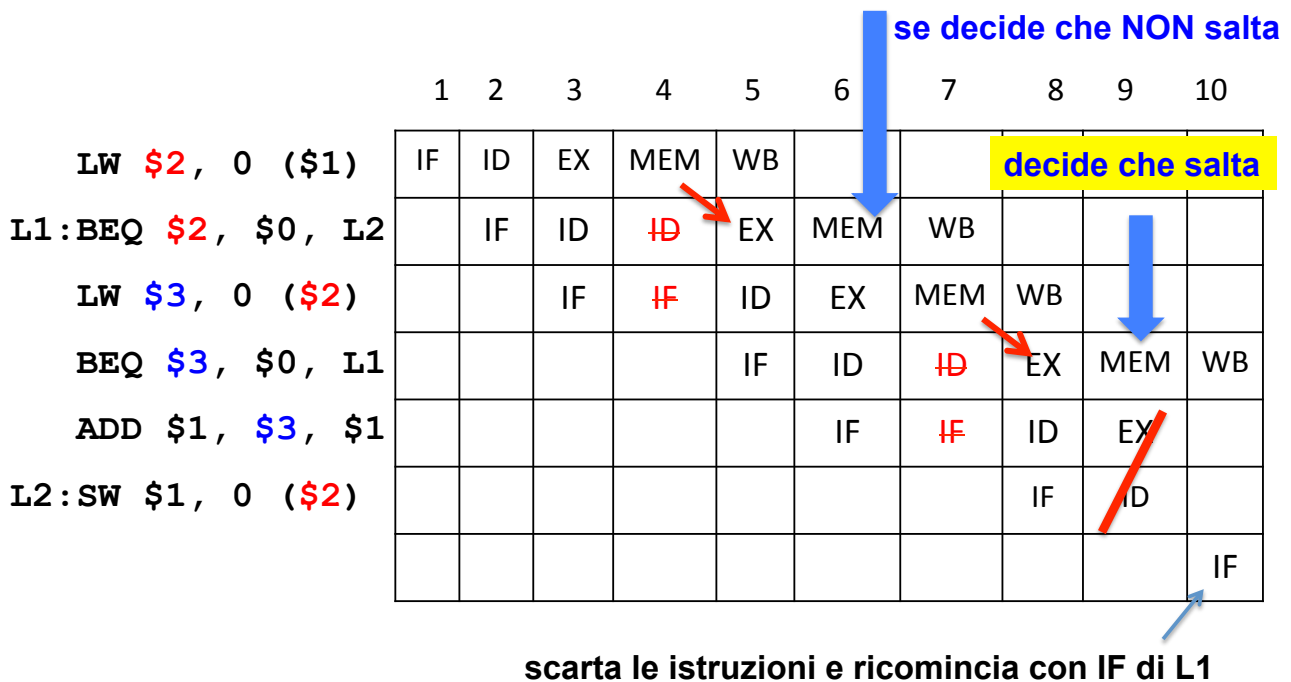 se decide che NON salta
1 2 3 4 5 6 7 8 9 10
LW $2, 0 ($1) IF ID EX MEM WB decide che salta
L1:BEQ $2, $0, L2 IF ID ID EX MEM WB
LW $3, 0 ($2) IF IF ID EX MEM WB
BEQ $3, $0, L1 IF ID ID EX MEM WB
ADD $1, $3, $1 IF IF ID EX
L2:SW $1, 0 ($2) IF ID
IF
scarta le istruzioni e ricomincia con IF di L1